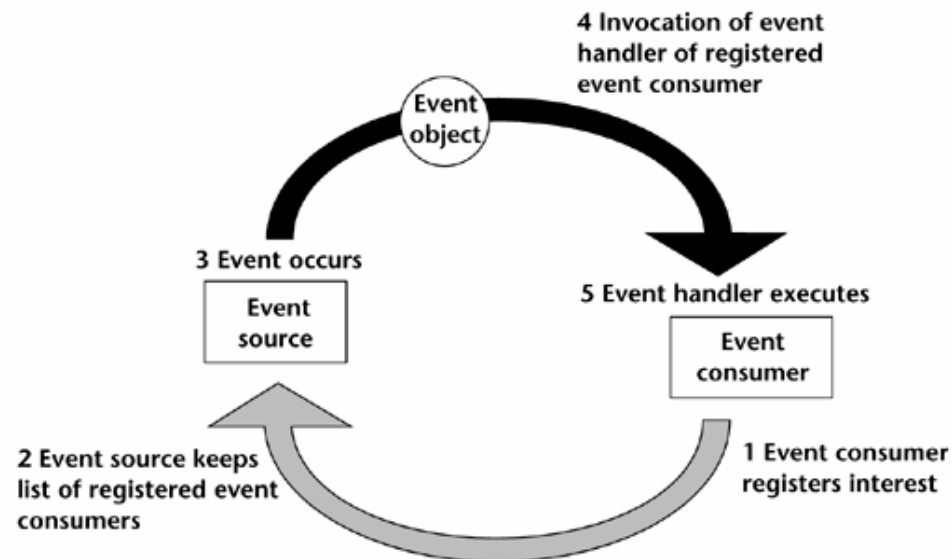 4 Invocation of event
handler of registered
event consumer
Event
object
3 Event occurs
Event
source
5 Event handler executes
Event
consumer
2 Event source keeps
list of registered event
consumers
1 Event consumer
registers interest